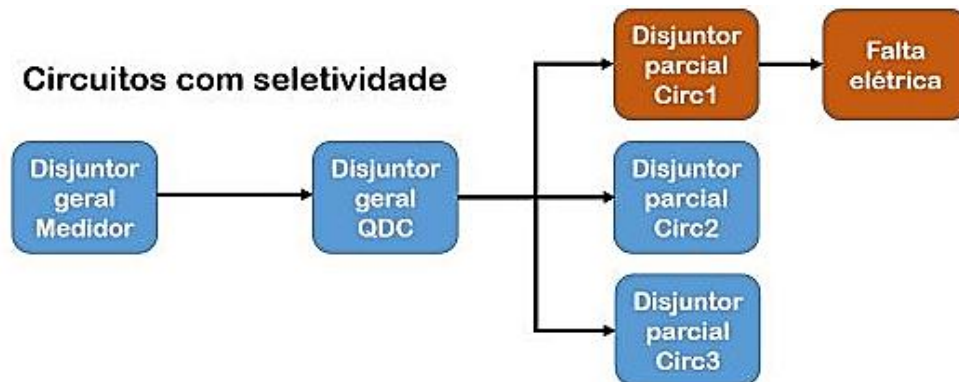 Circuitos com seletividade
Disjuntor
geral
Medidor
Disjuntor
geral
QDC
Disjuntor
parcial
Circ1
Falta
elétrica
Disjuntor
parcial
Circ2
Disjuntor
parcial
Circ3